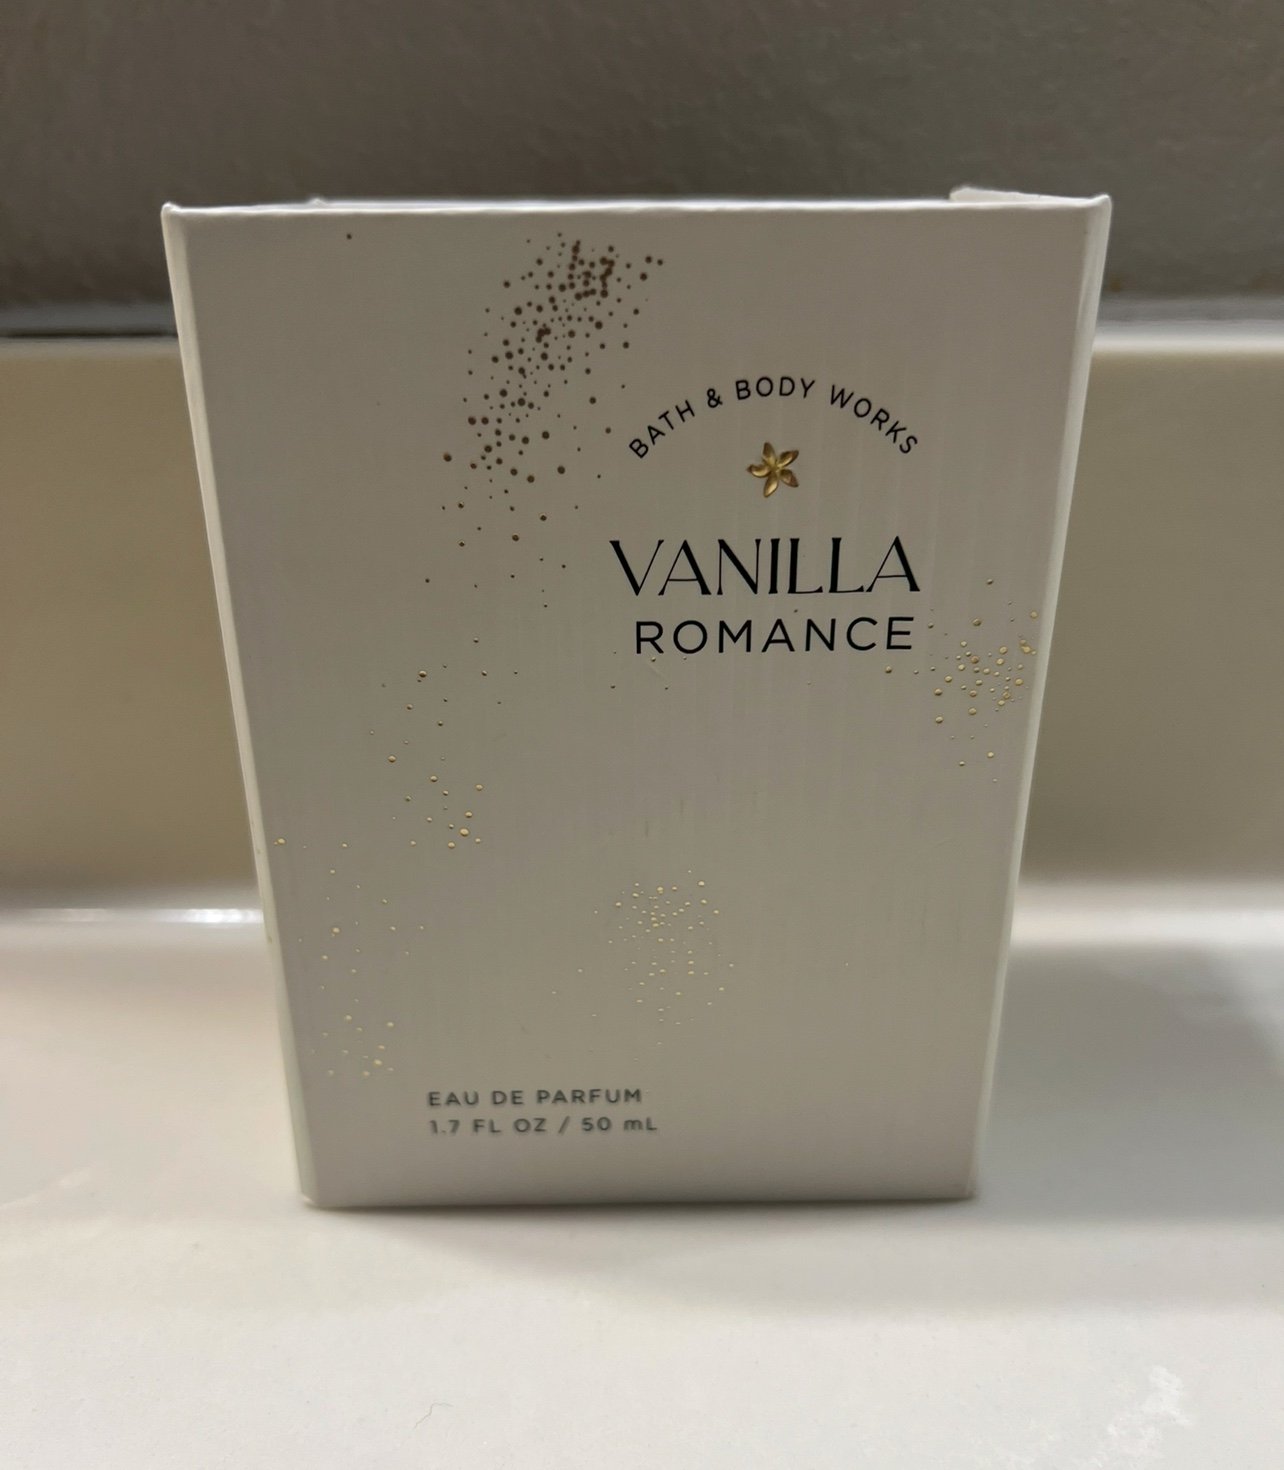 BATH & BODY WORKS
VANILLA
ROMANCE
EAU DE PARFUM
1.7 FL OZ / 50 mL